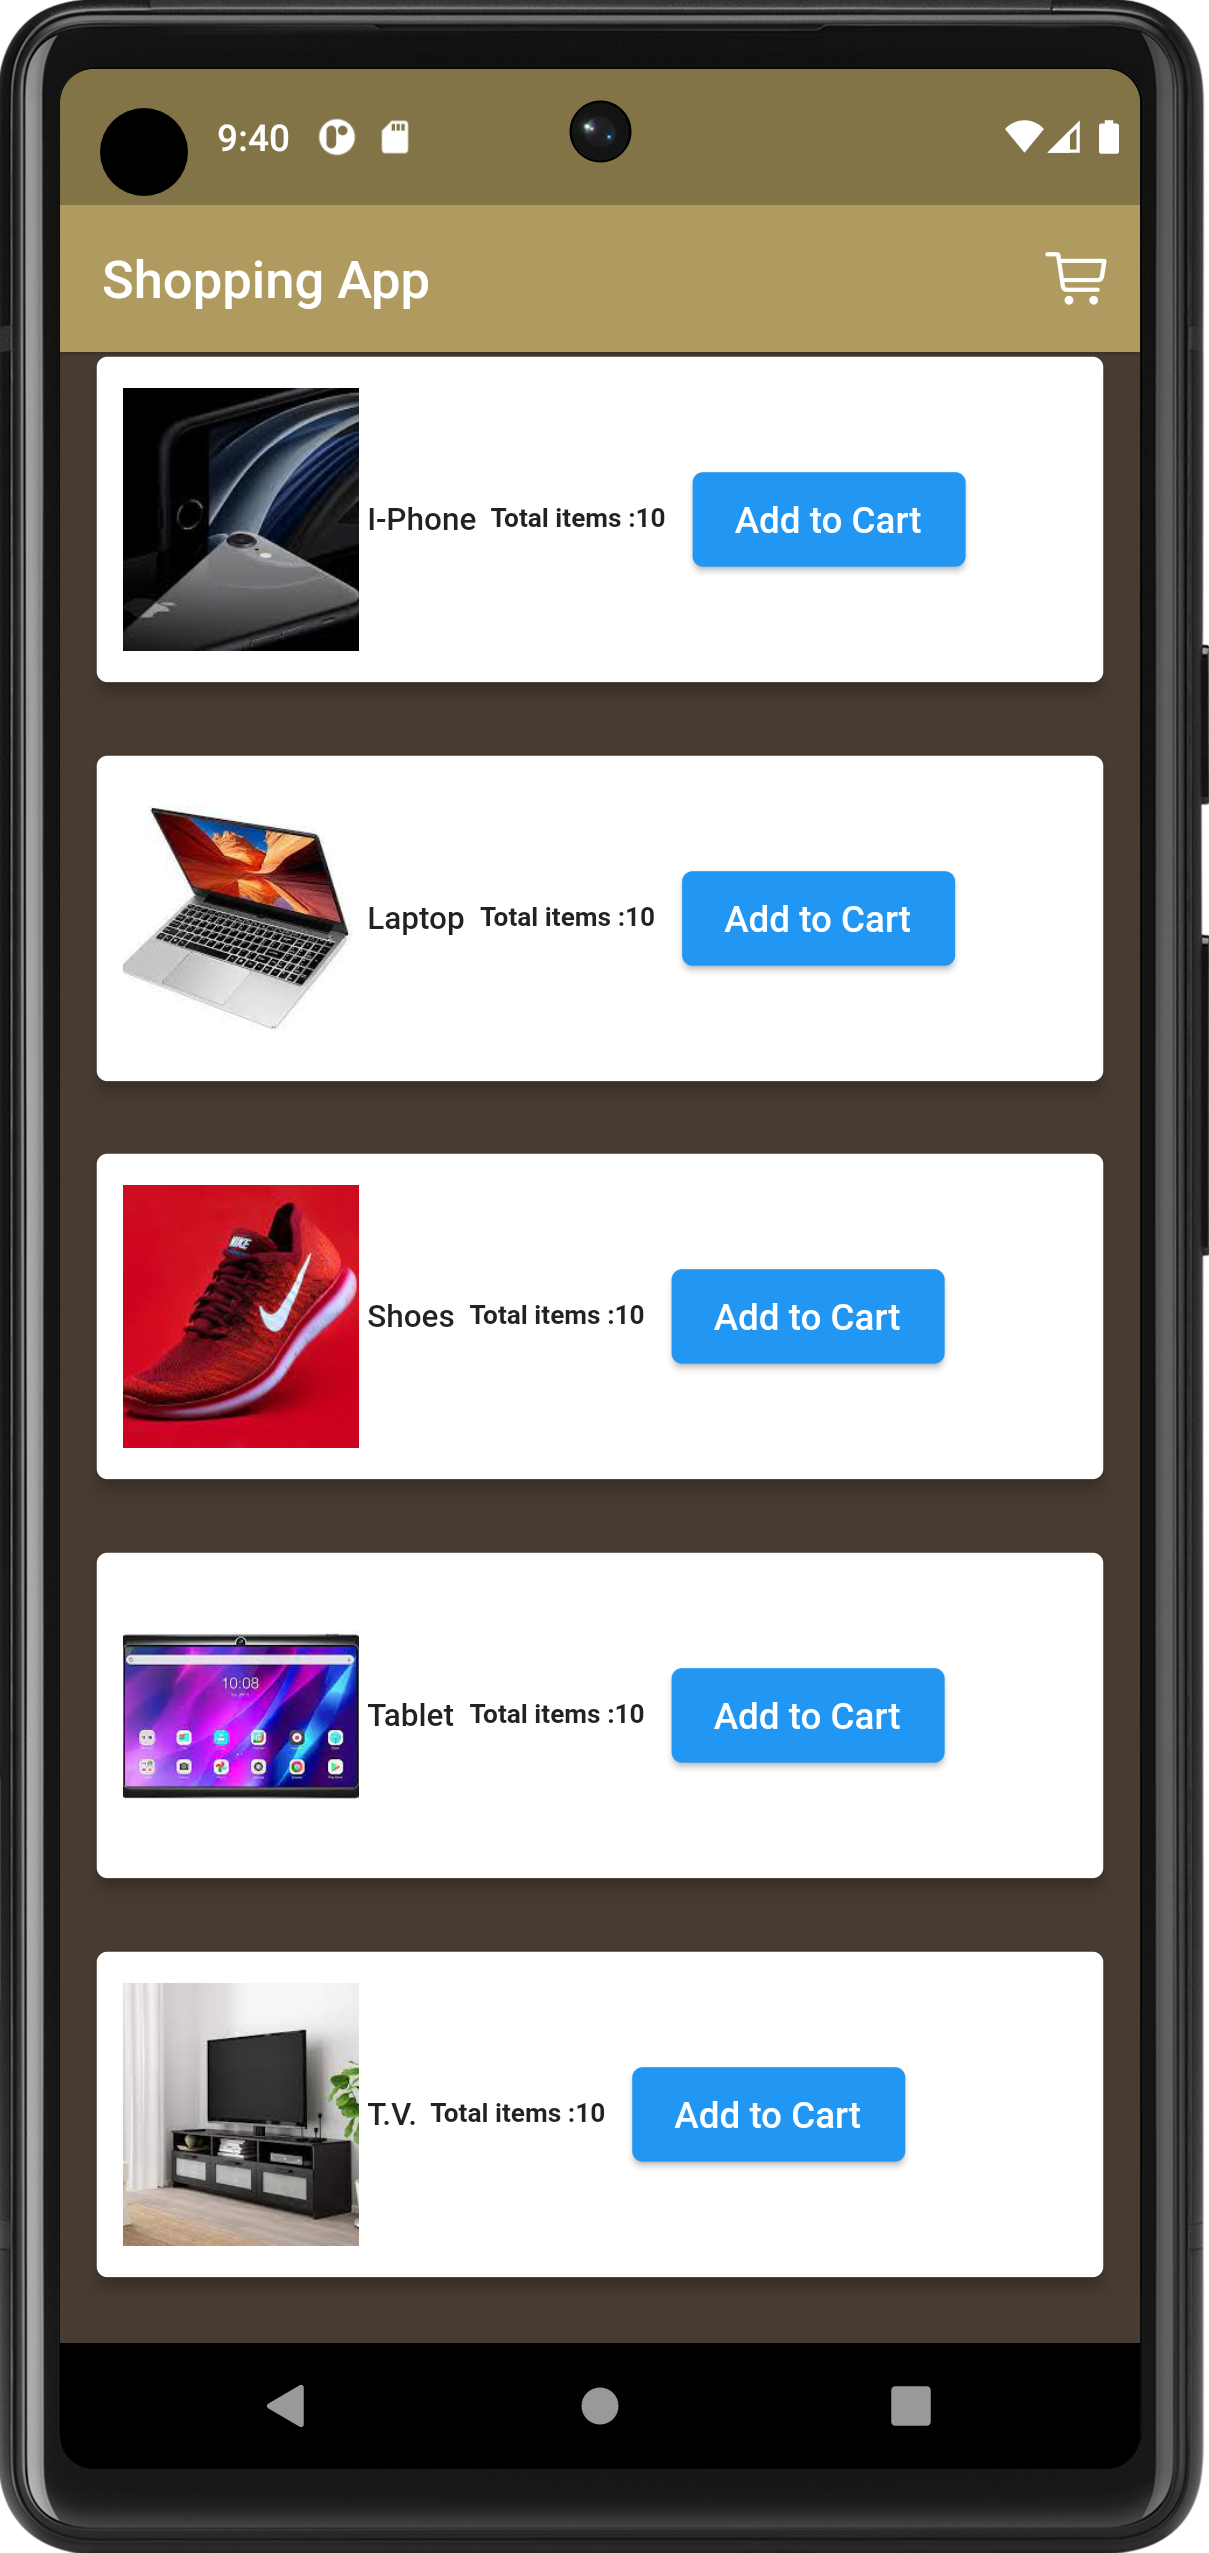 9:40
Shopping App
I-Phone Total items :10 Add to Cart
Laptop Total items :10 Add to Cart
NIKE
Shoes Total items :10 Add to Cart
10:08
Tablet Total items :10 Add to Cart
T.V. Total items :10 Add to Cart